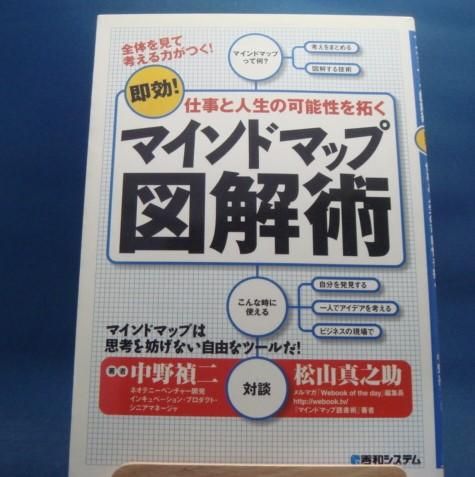 全体を見て
考える力がつく!
マインドマップ
って何?
考えをまとめる
図解する技術
即効!
仕事と人生の可能性を拓く
マインドマップ
図解術
こんな時に
使える
自分を発見する
一人でアイデアを考える
ビジネスの現場で
マインドマップは
思考を妨げない自由なツールだ!
著者 中野禎二
ネオテニーベンチャー開発
インキュベーション・プロダクト・
シニアマネージャ
対談
松山真之助
メルマガ「Webook of the day」編集長
http://webook.tv/
『マインドマップ読書術』著者
秀和システム